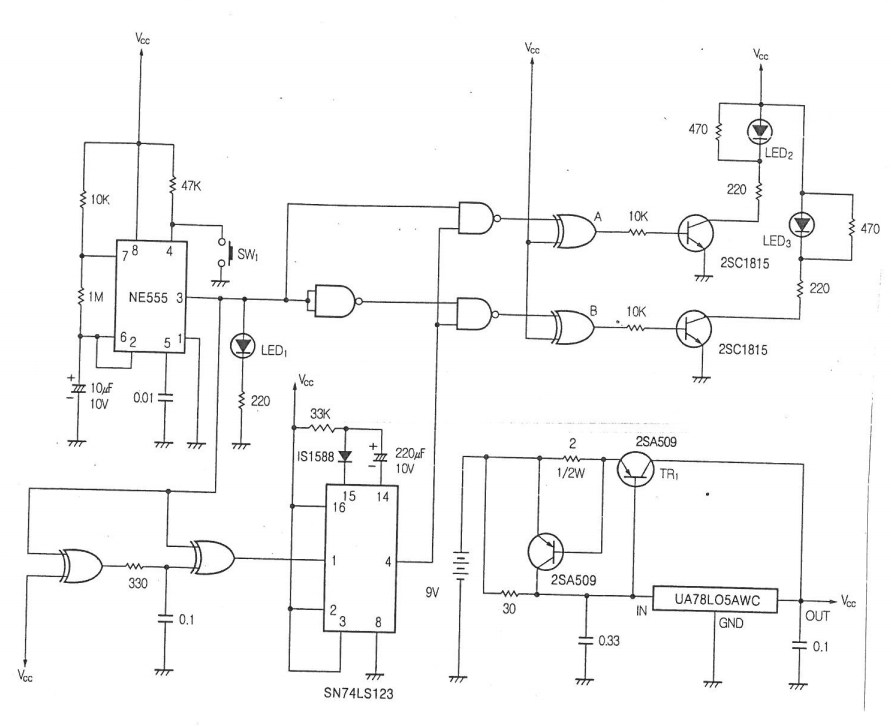 Vcc
Vcc
Vcc
470
LED2
10K
47K
220
A
10K
470
LED3
SW1
7
8
4
2SC1815
1M
NE555
3
220
B
10K
6
2
5
1
LED1
2SC1815
10μF
10V
0.01
220
Vcc
33K
IS1588
220μF
10V
2
1/2W
2SA509
TR1
15
14
16
1
4
2SA509
9V
330
30
IN
UA78LO5AWC
Vcc
OUT
GND
0.1
2
3
8
0.33
0.1
Vcc
SN74LS123